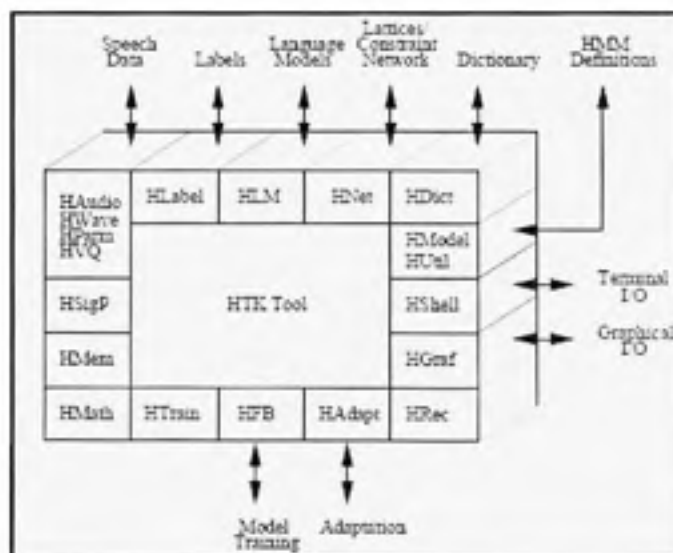 Speech
Data
Labels
Language
Models
Lattices/
Constraint
Network
Dictionary
HMM
Definitions
HAudio
HWave
HParm
HVQ
HLabel
HLM
HNet
HDict
HModel
HUtil
HSigP
HTK Tool
HShell
Terminal
I/O
HMem
HGraf
Graphical
I/O
HMath
HTrain
HFB
HAdapt
HRec
Model
Training
Adaptation